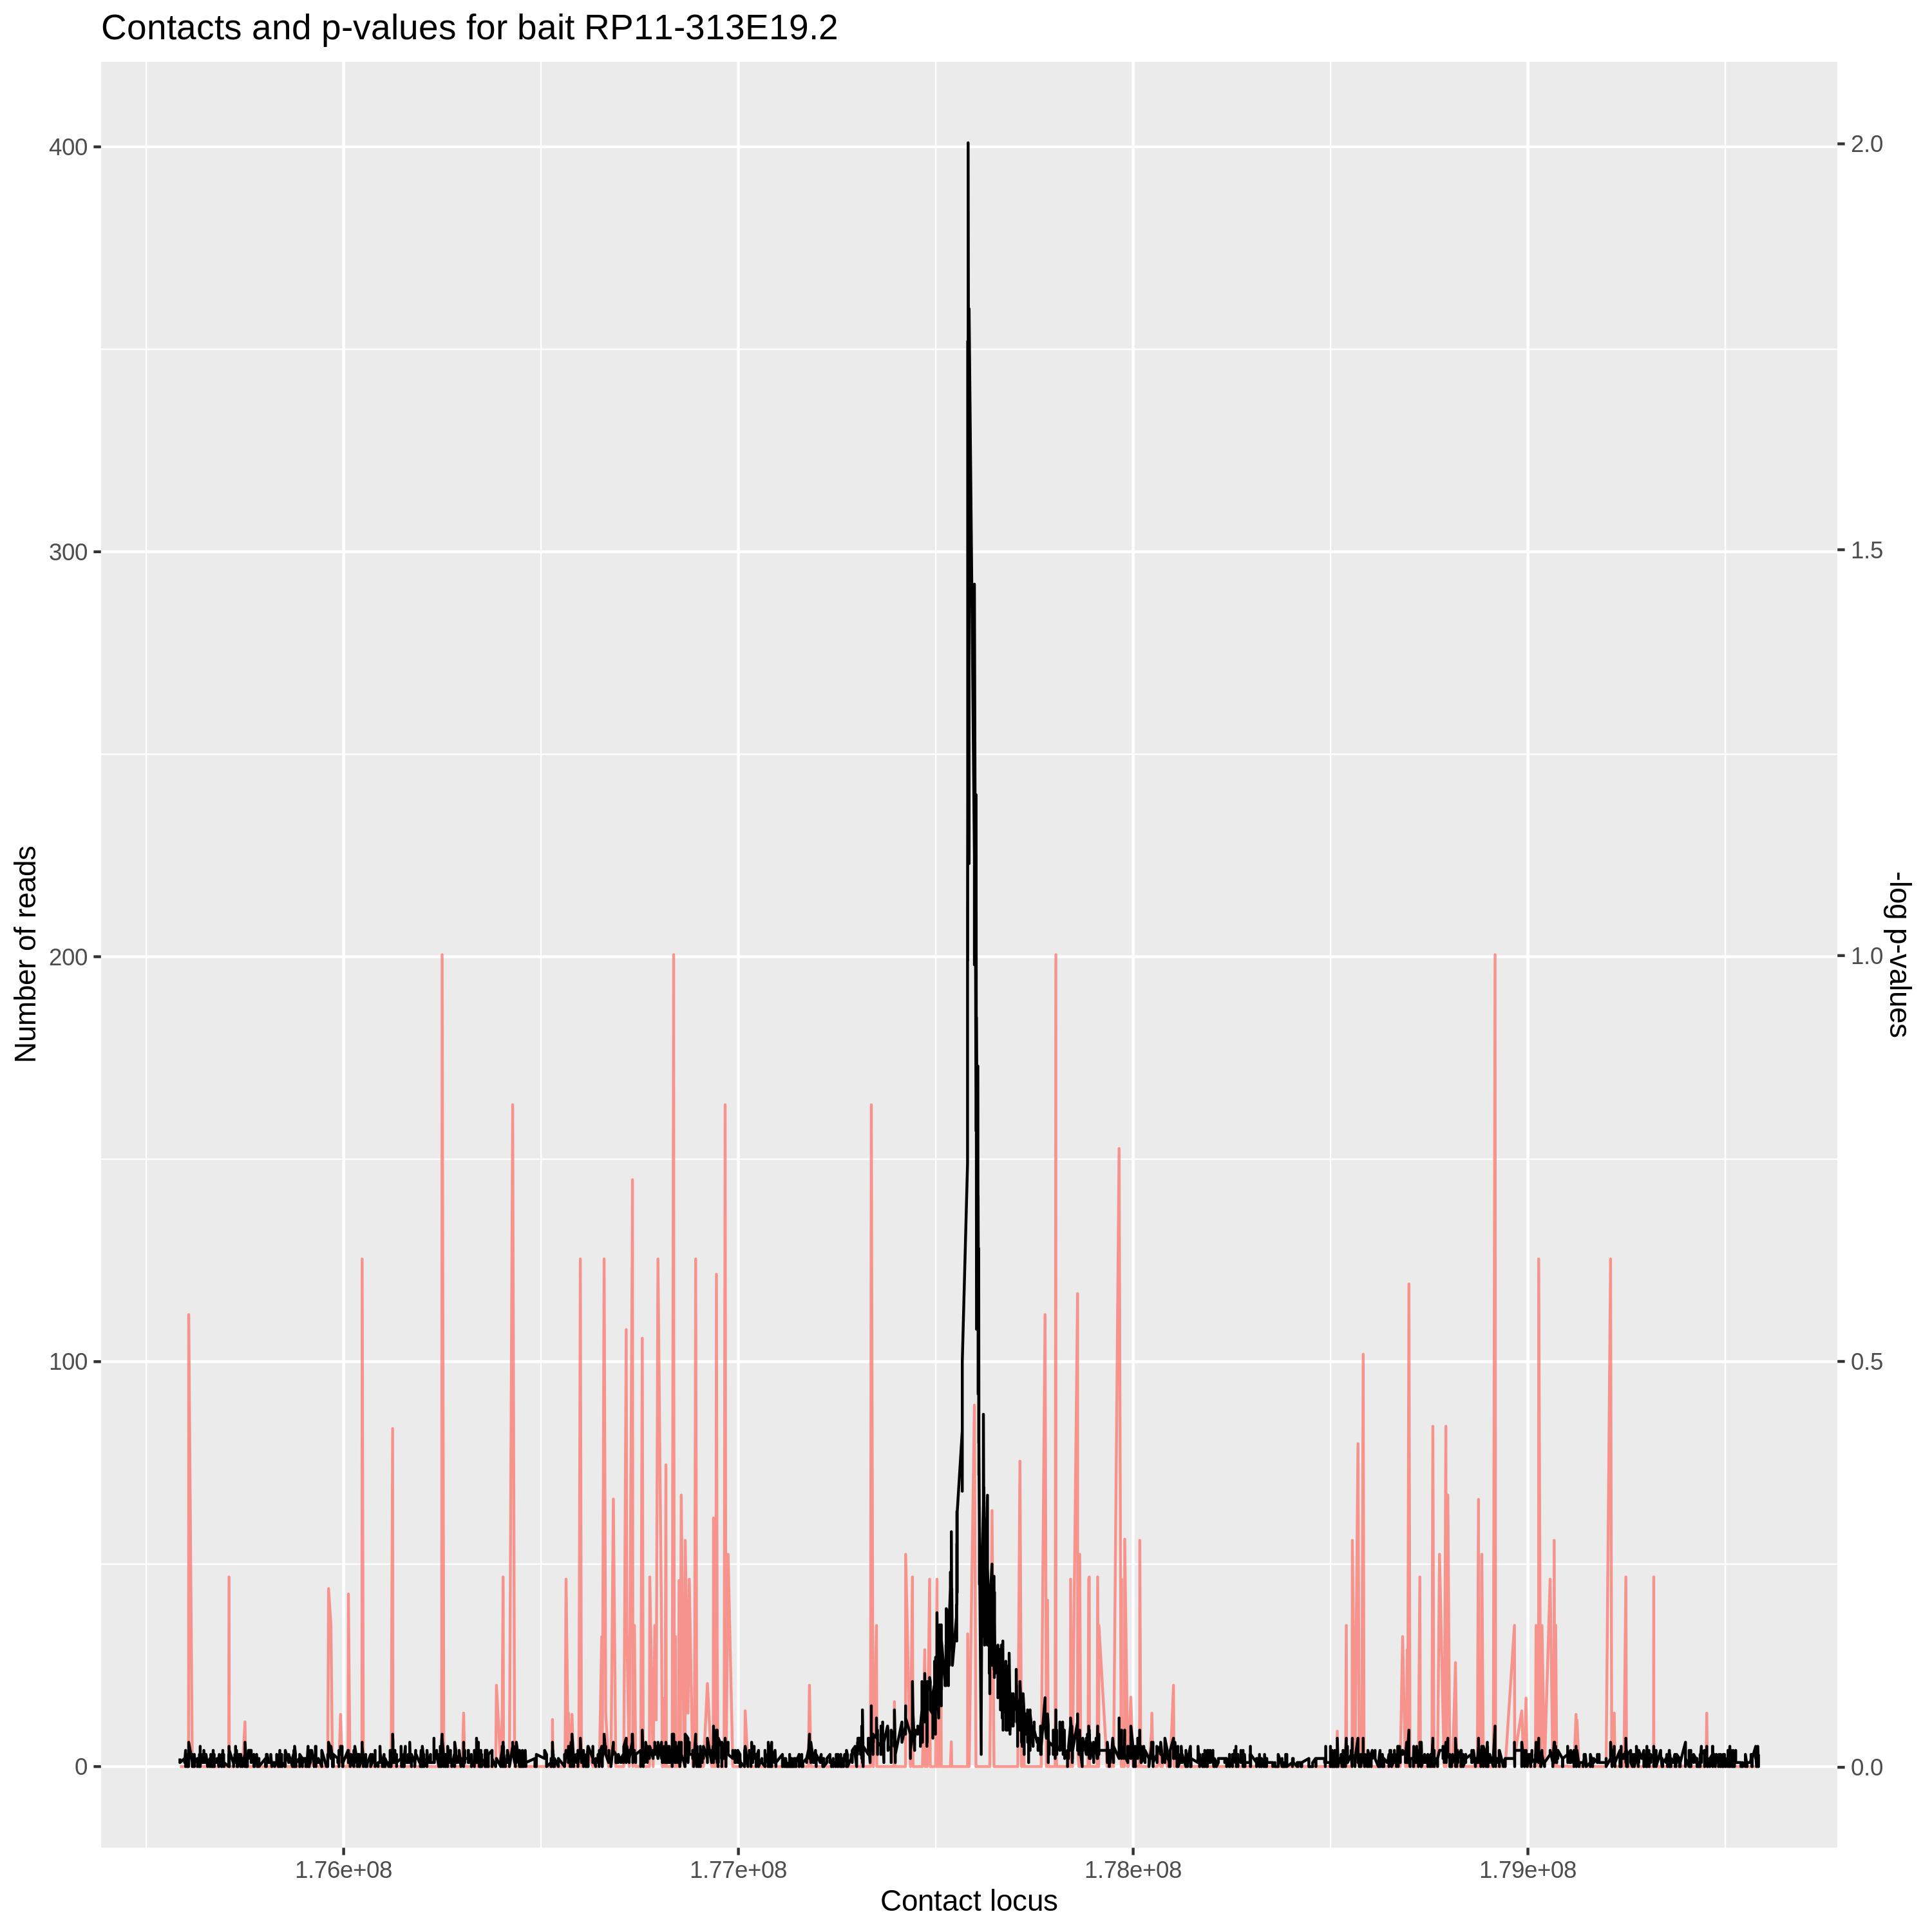 Contacts and p-values for bait RP11-313E19.2
400
300
200
100
0
Number of reads
2.0
1.5
1.0
0.5
0.0
-log p-values
1.76e+08
1.77e+08
1.78e+08
1.79e+08
Contact locus